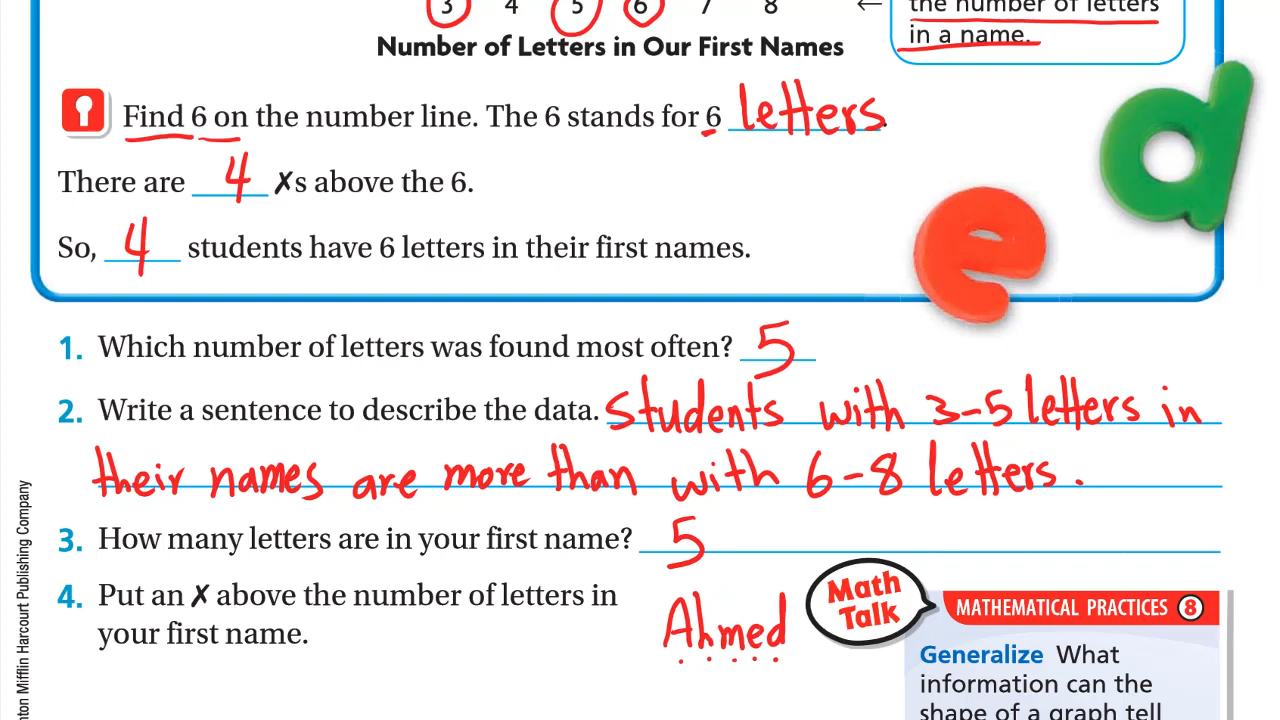 3 4 5 6 7 8 ← the number of letters
in a name.
Number of Letters in Our First Names
Find 6 on the number line. The 6 stands for 6 letters.
There are 4 ✗s above the 6.
So, 4 students have 6 letters in their first names.
d
e
1. Which number of letters was found most often? 5
2. Write a sentence to describe the data. Students with 3-5 letters in
their names are more than with 6-8 letters.
3. How many letters are in your first name? 5
4. Put an ✗ above the number of letters in
your first name.
Ahmed
Math
Talk
MATHEMATICAL PRACTICES 8
Generalize What
information can the
shape of a graph tell
nton Mifflin Harcourt Publishing Company